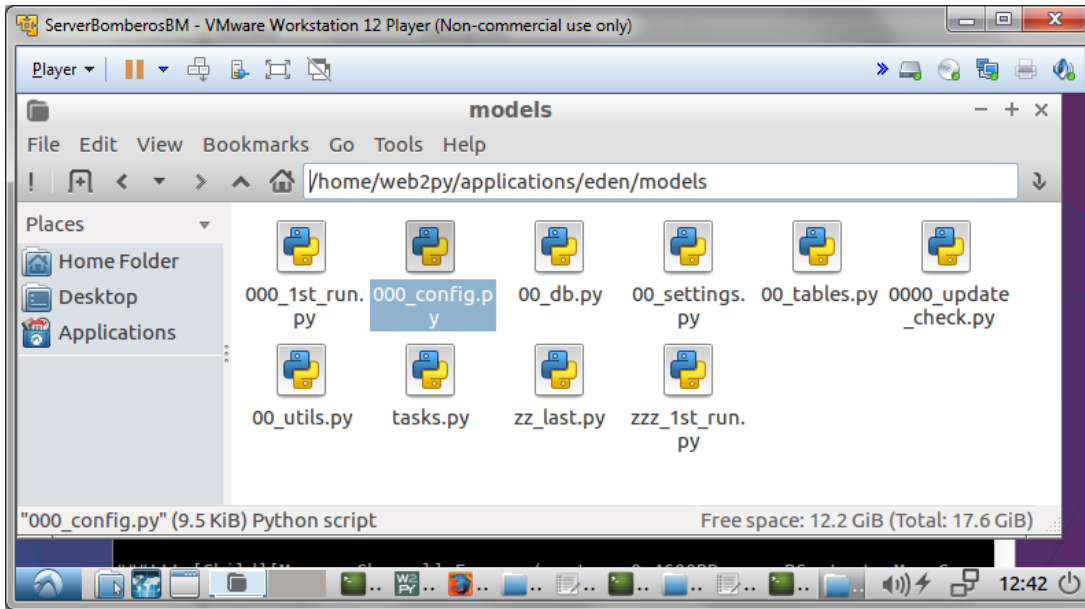 ServerBomberosBM - VMware Workstation 12 Player (Non-commercial use only)
Player
models
File Edit View Bookmarks Go Tools Help
/home/web2py/applications/eden/models
Places
Home Folder
Desktop
Applications
000_1st_run.
py
000_config.p
y
00_db.py
00_settings.
py
00_tables.py
0000_update
_check.py
00_utils.py
tasks.py
zz_last.py
zzz_1st_run.
py
"000_config.py" (9.5 KiB) Python script
Free space: 12.2 GiB (Total: 17.6 GiB)
W2
PY
12:42